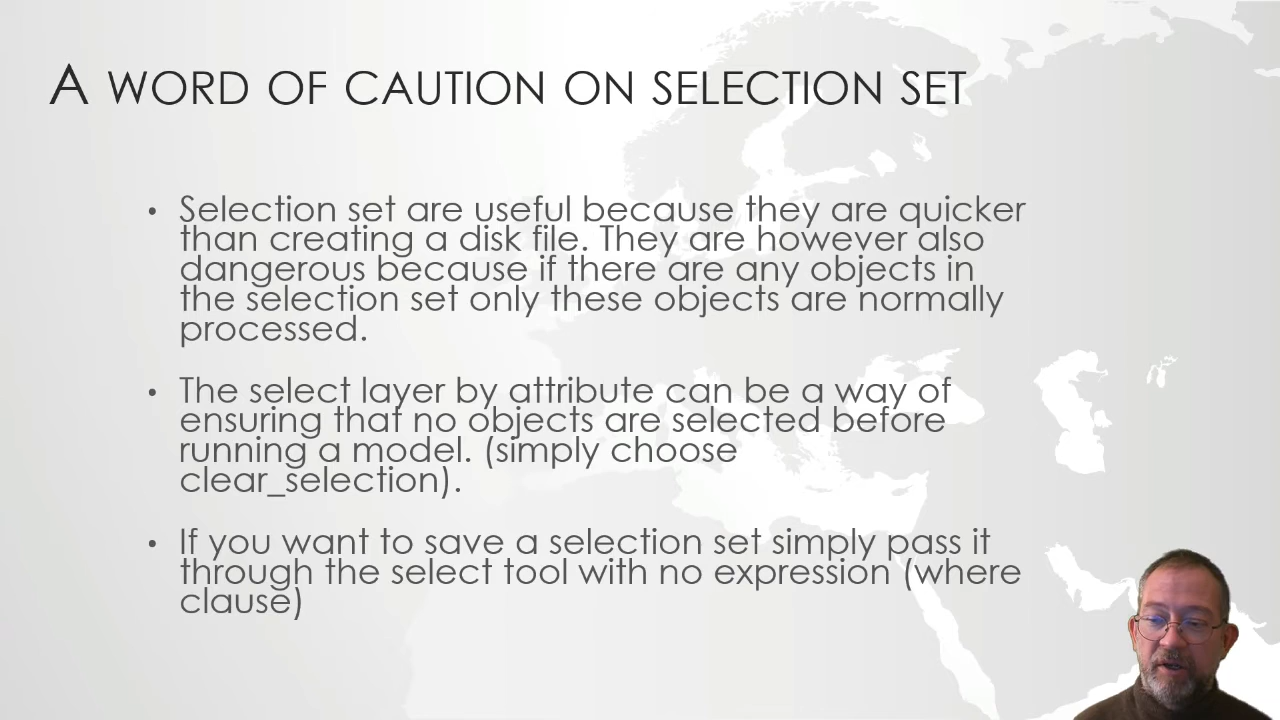 A WORD OF CAUTION ON SELECTION SET
• Selection set are useful because they are quicker
than creating a disk file. They are however also
dangerous because if there are any objects in
the selection set only these objects are normally
processed.
• The select layer by attribute can be a way of
ensuring that no objects are selected before
running a model. (simply choose
clear_selection).
• If you want to save a selection set simply pass it
through the select tool with no expression (where
clause)